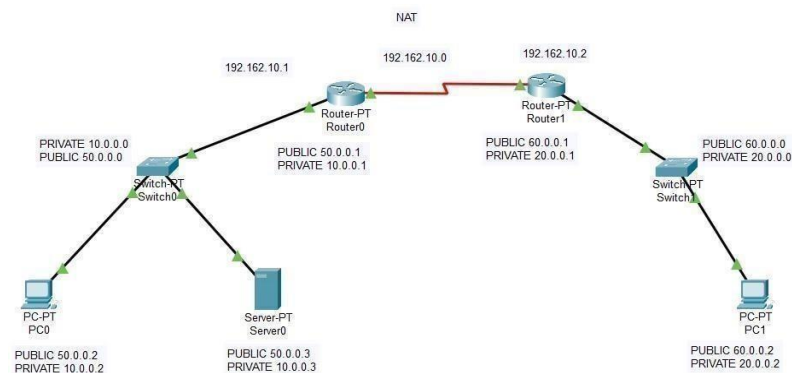 NAT
192.162.10.1
192.162.10.0
192.162.10.2
Router-PT
Router0
Router-PT
Router1
PRIVATE 10.0.0.0
PUBLIC 50.0.0.0
PUBLIC 50.0.0.1
PRIVATE 10.0.0.1
PUBLIC 60.0.0.1
PRIVATE 20.0.0.1
PUBLIC 60.0.0.0
PRIVATE 20.0.0.0
Switch-PT
Switch0
Switch-PT
Switch1
PC-PT
PC0
Server-PT
Server0
PC-PT
PC1
PUBLIC 50.0.0.2
PRIVATE 10.0.0.2
PUBLIC 50.0.0.3
PRIVATE 10.0.0.3
PUBLIC 60.0.0.2
PRIVATE 20.0.0.2